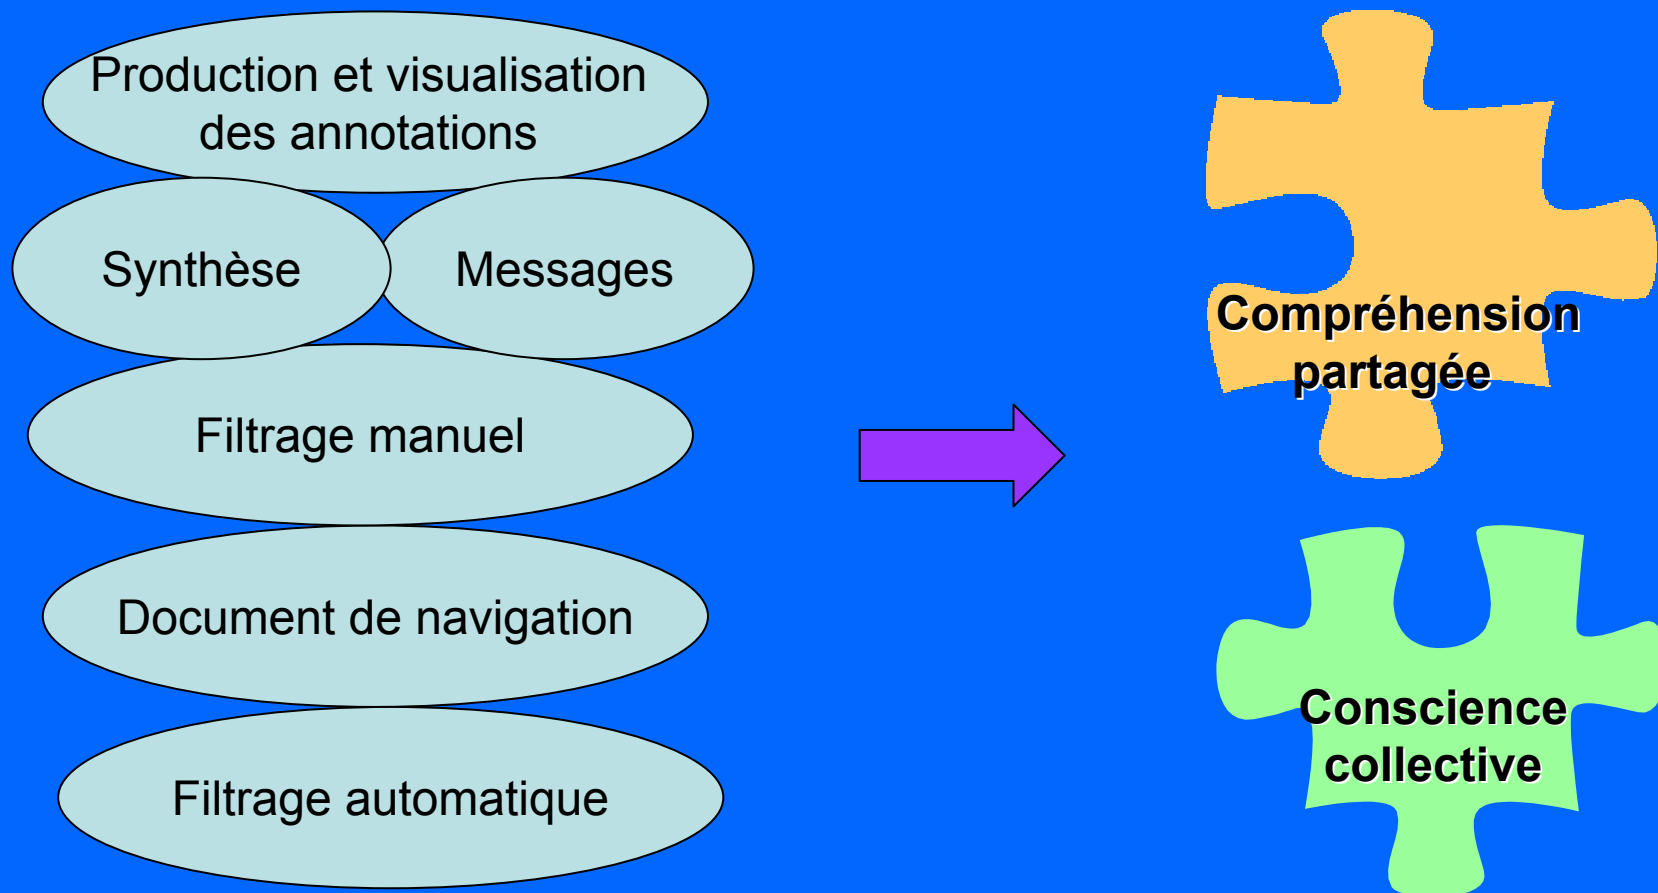 Production et visualisation
des annotations
Synthèse
Messages
Filtrage manuel
Document de navigation
Filtrage automatique
Compréhension
partagée
Conscience
collective